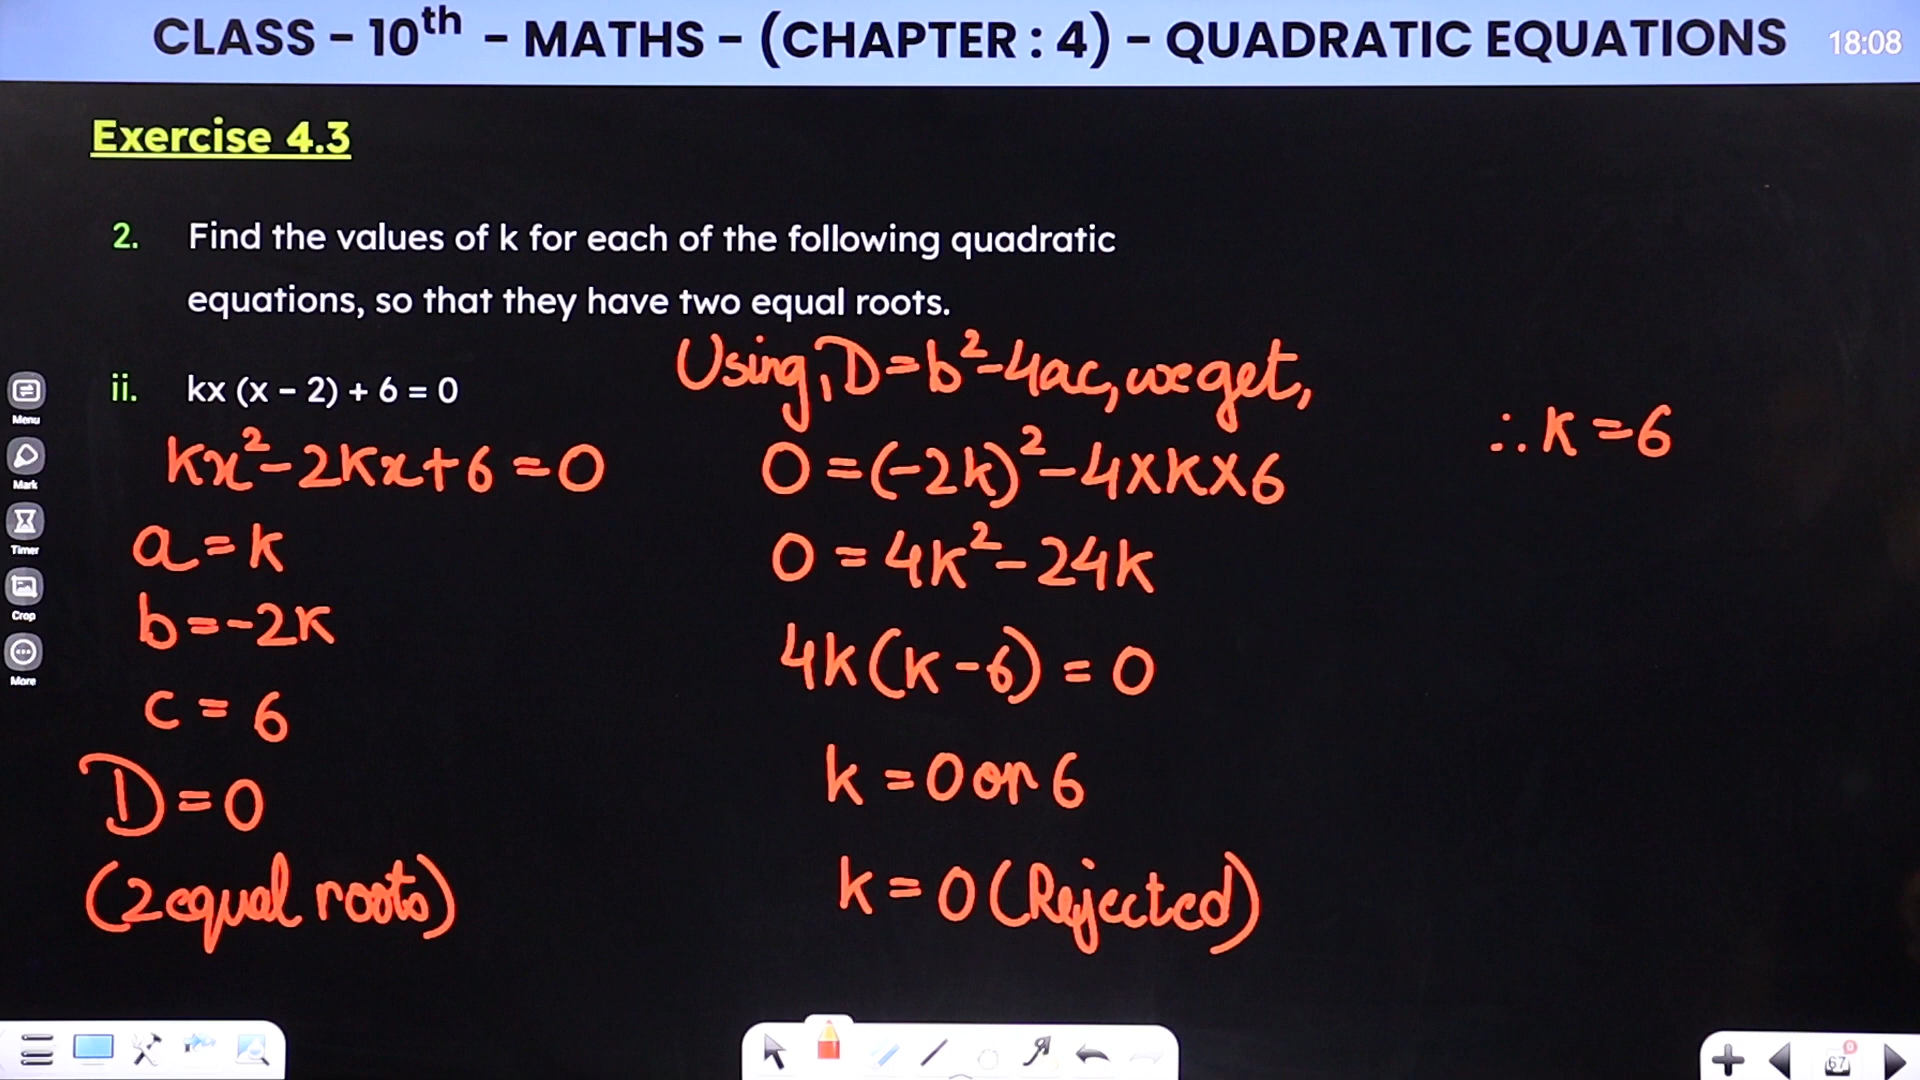 CLASS - 10th - MATHS - (CHAPTER : 4) - QUADRATIC EQUATIONS
18:08
Exercise 4.3
2. Find the values of k for each of the following quadratic
equations, so that they have two equal roots.
ii. kx (x – 2) + 6 = 0
kx²-2kx+6=0
a=k
b=-2k
c=6
D=0
(2 equal roots)
Using, D=b²-4ac, we get,
0=(-2k)²-4×k×6
0=4k²-24k
4k(k-6)=0
k=0 or 6
k=0 (Rejected)
∴ k=6
Menu
Mark
Timer
Crop
More
67
0